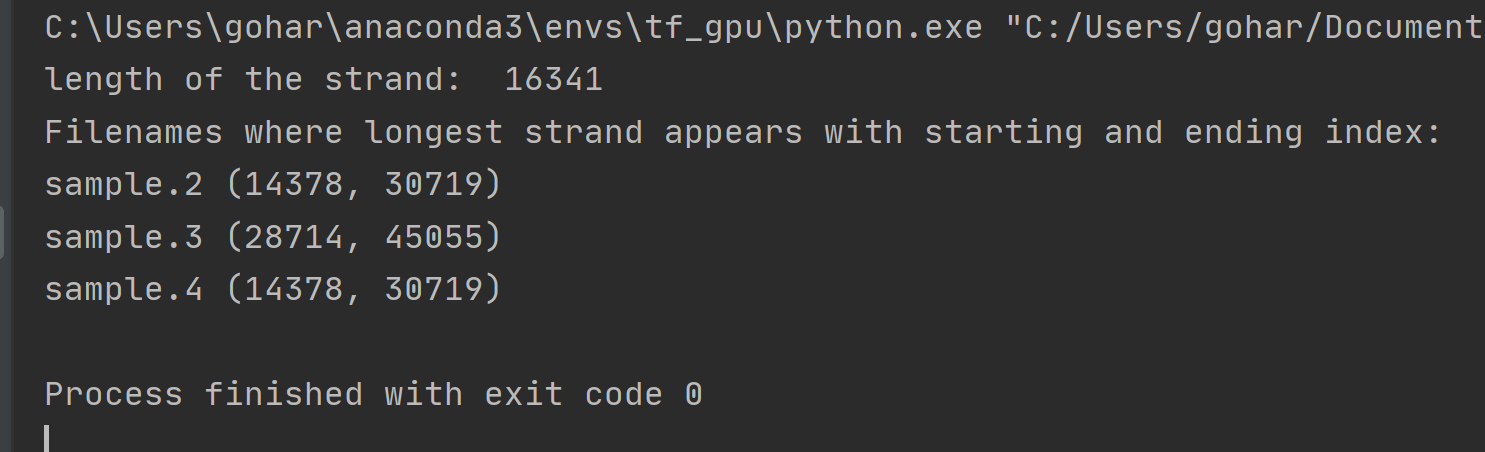 C:\Users\gohar\anaconda3\envs\tf_gpu\python.exe "C:/Users/gohar/Document
length of the strand:  16341
Filenames where longest strand appears with starting and ending index:
sample.2 (14378, 30719)
sample.3 (28714, 45055)
sample.4 (14378, 30719)
Process finished with exit code 0